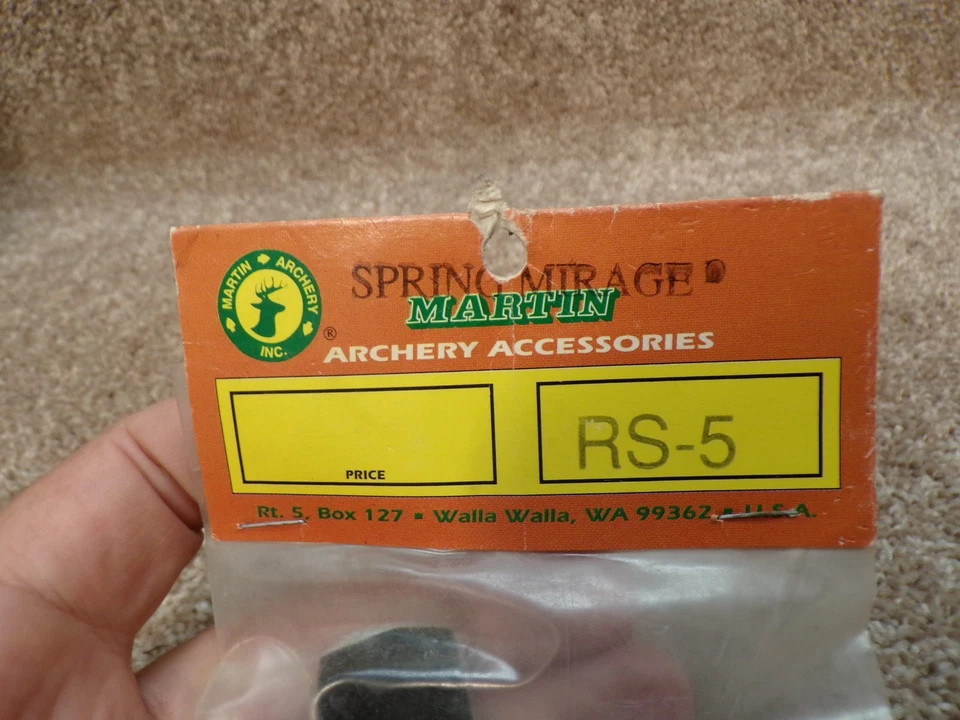 MARTIN ARCHERY
INC.
®
SPRING MIRAGE
MARTIN
ARCHERY ACCESSORIES
PRICE
RS-5
Rt. 5, Box 127 ▪ Walla Walla, WA 99362 ▪ U.S.A.